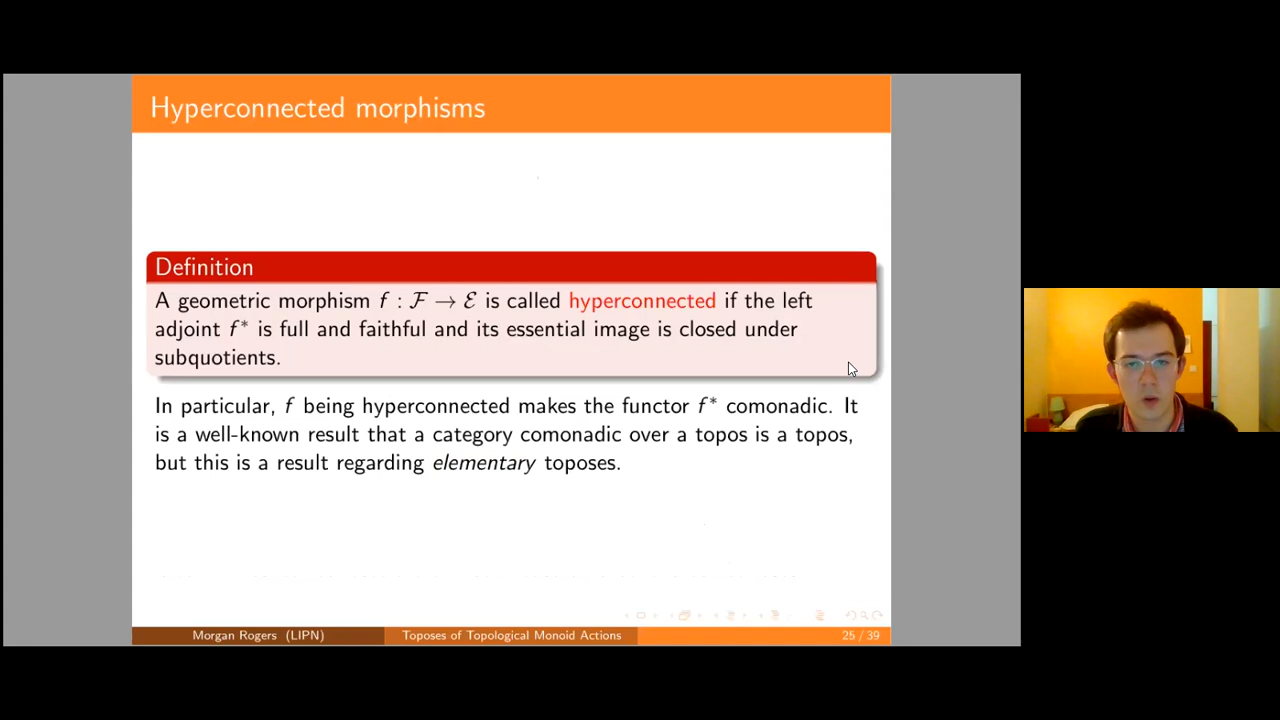 Hyperconnected morphisms
Definition
A geometric morphism f : ℱ → ℰ is called hyperconnected if the left
adjoint f* is full and faithful and its essential image is closed under
subquotients.
In particular, f being hyperconnected makes the functor f* comonadic. It
is a well-known result that a category comonadic over a topos is a topos,
but this is a result regarding elementary toposes.
Morgan Rogers (LIPN)
Toposes of Topological Monoid Actions
25 / 39